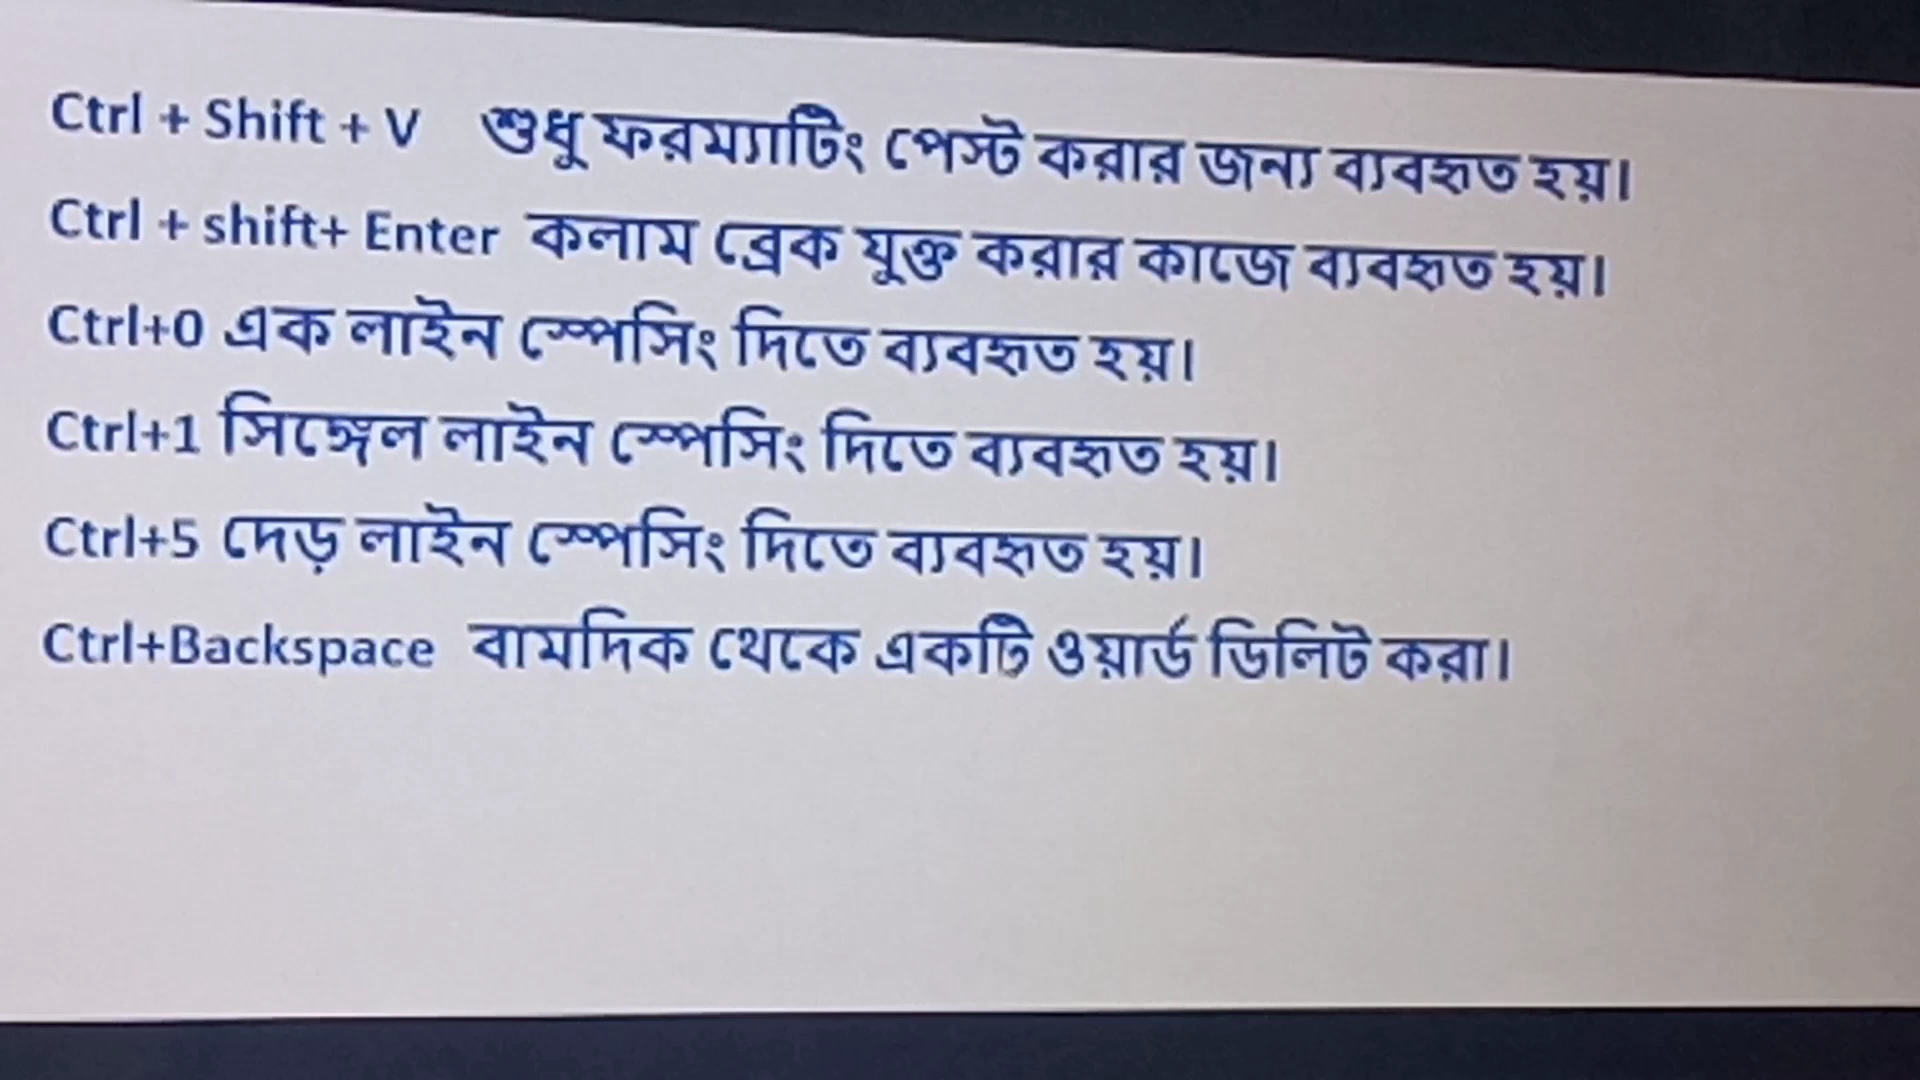 Ctrl + Shift + V শুধু ফরম্যাটিং পেস্ট করার জন্য ব্যবহৃত হয়।
Ctrl + shift+ Enter কলাম ব্রেক যুক্ত করার কাজে ব্যবহৃত হয়।
Ctrl+0 এক লাইন স্পেসিং দিতে ব্যবহৃত হয়।
Ctrl+1 সিঙ্গেল লাইন স্পেসিং দিতে ব্যবহৃত হয়।
Ctrl+5 দেড় লাইন স্পেসিং দিতে ব্যবহৃত হয়।
Ctrl+Backspace বামদিক থেকে একটি ওয়ার্ড ডিলিট করা।